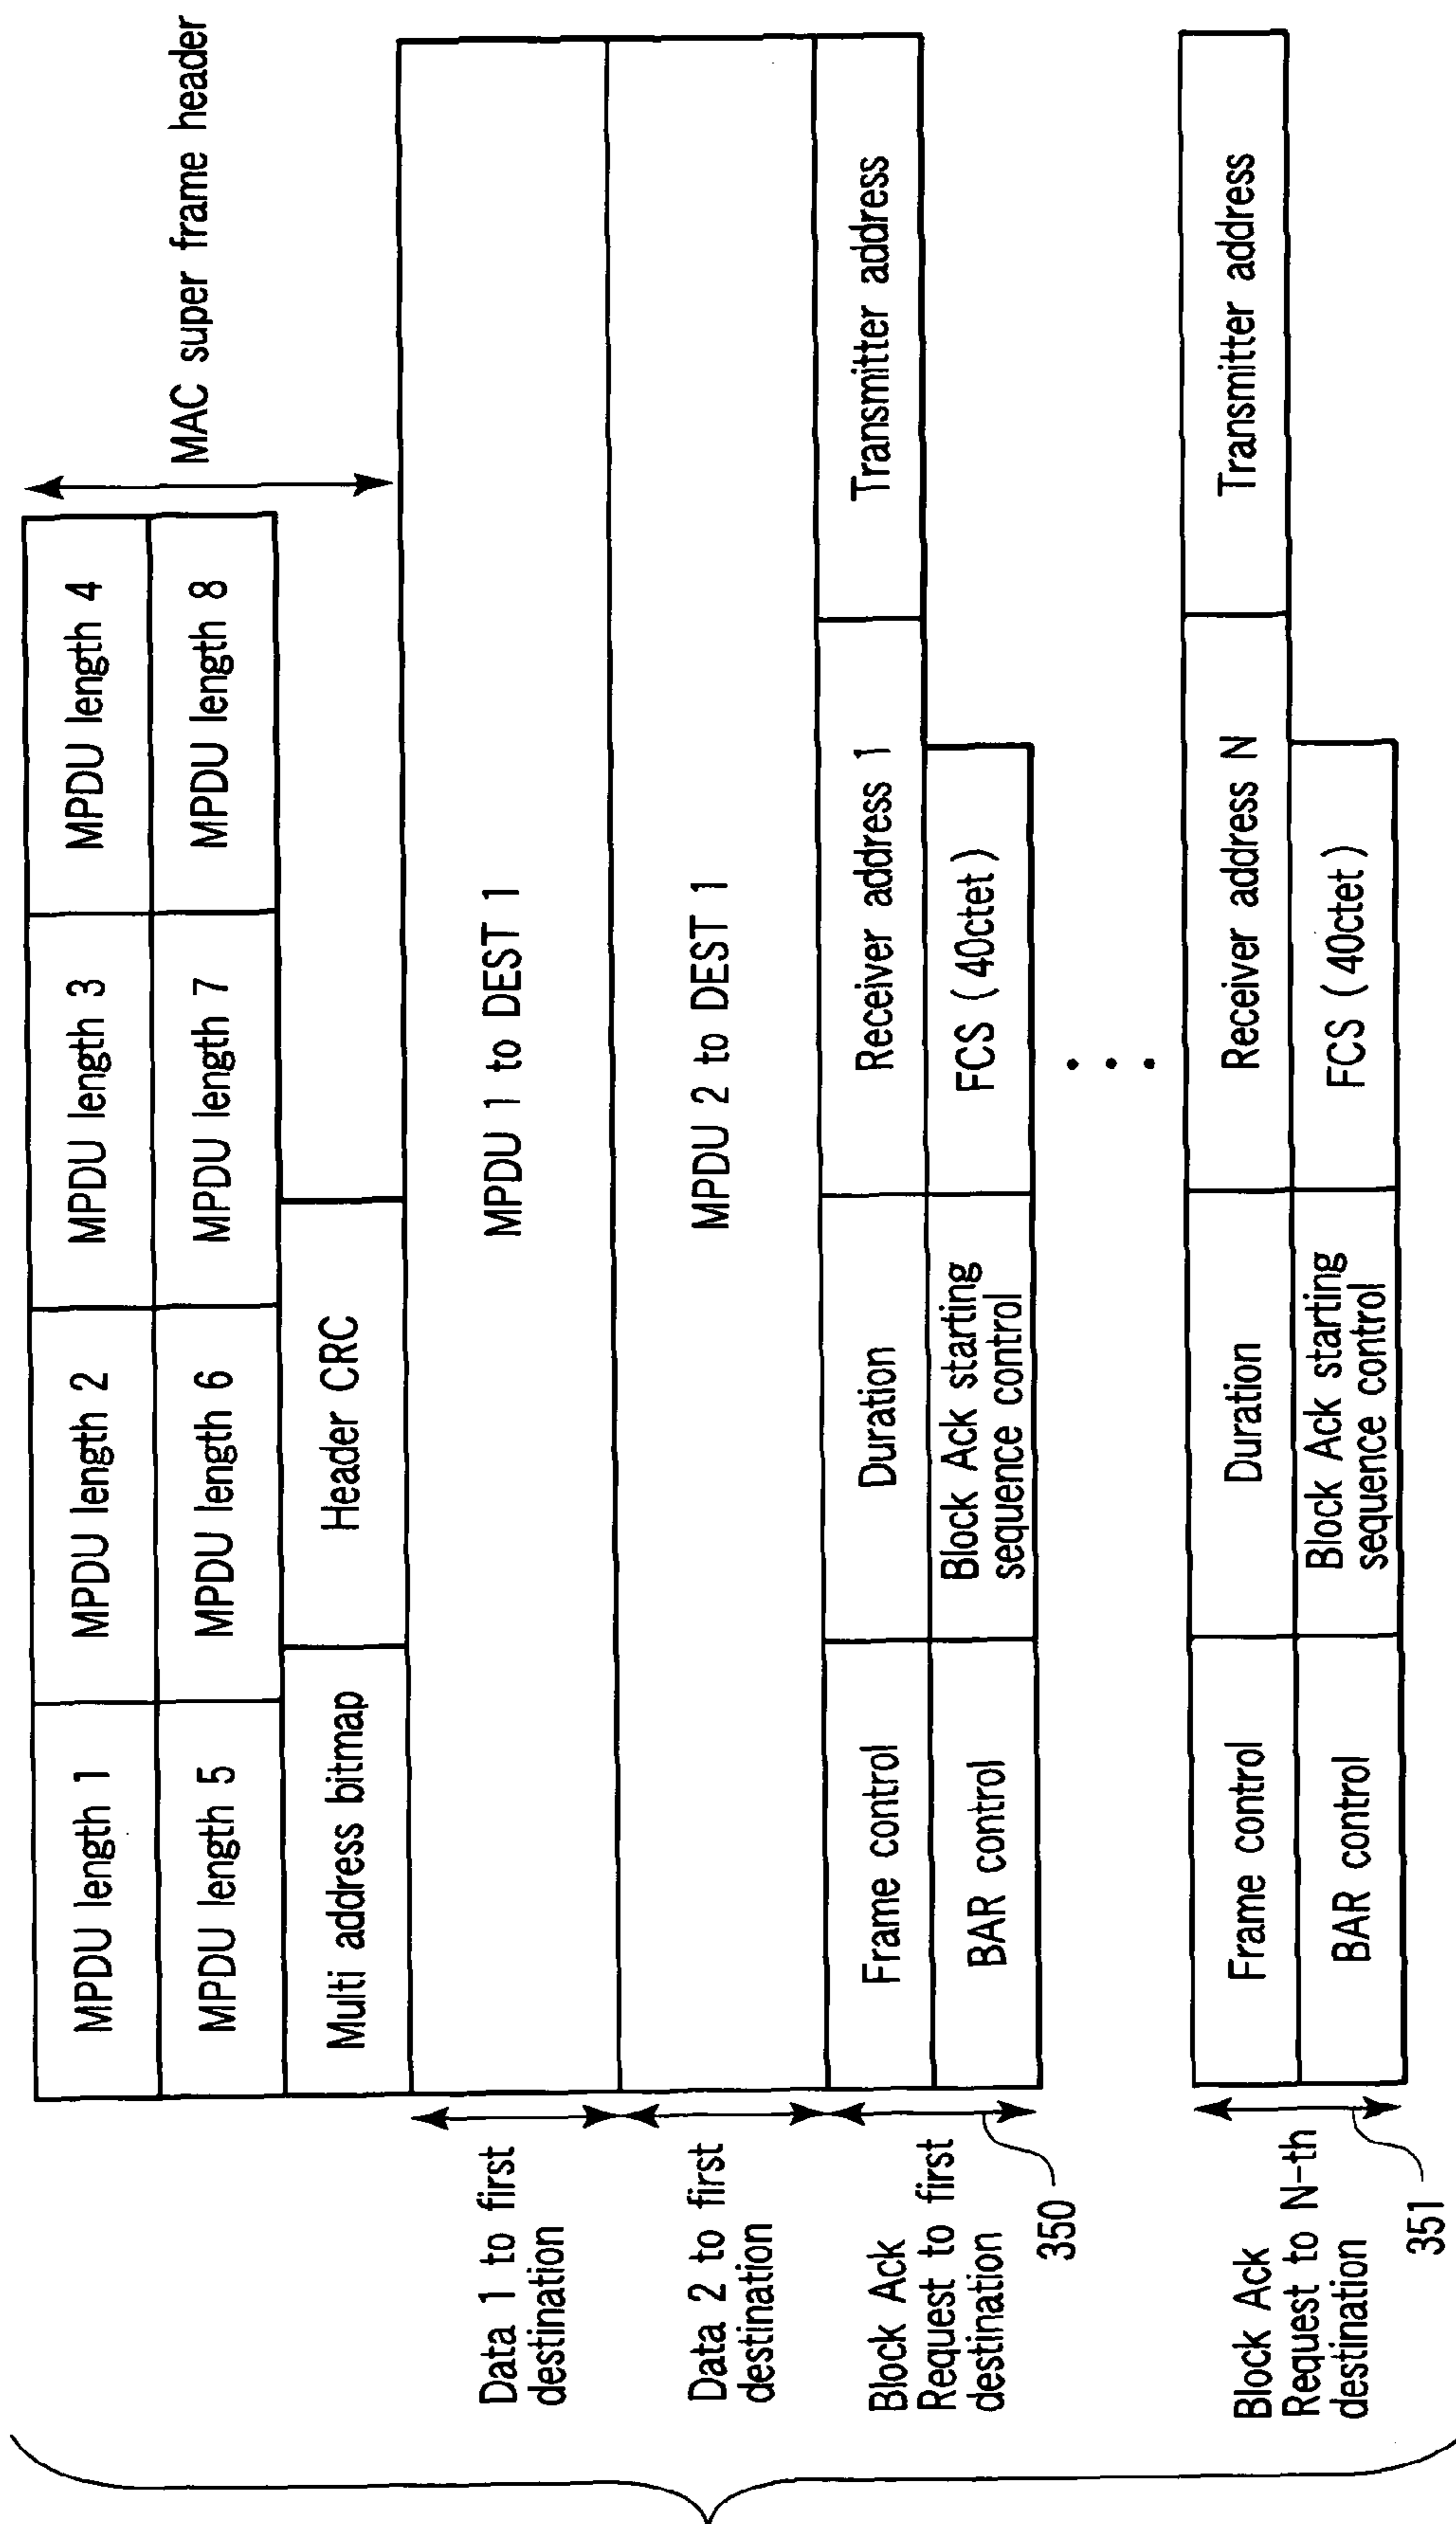 MPDU length 1
MPDU length 2
MPDU length 3
MPDU length 4
MPDU length 5
MPDU length 6
MPDU length 7
MPDU length 8
Multi address bitmap
Header CRC
MAC super frame header
Data 1 to first
destination
MPDU 1 to DEST 1
Data 2 to first
destination
MPDU 2 to DEST 1
Block Ack
Request to first
destination
350
Frame control
Duration
Receiver address 1
Transmitter address
BAR control
Block Ack starting
sequence control
FCS (4Octet)
Block Ack
Request to N-th
destination
351
Frame control
Duration
Receiver address N
Transmitter address
BAR control
Block Ack starting
sequence control
FCS (4Octet)